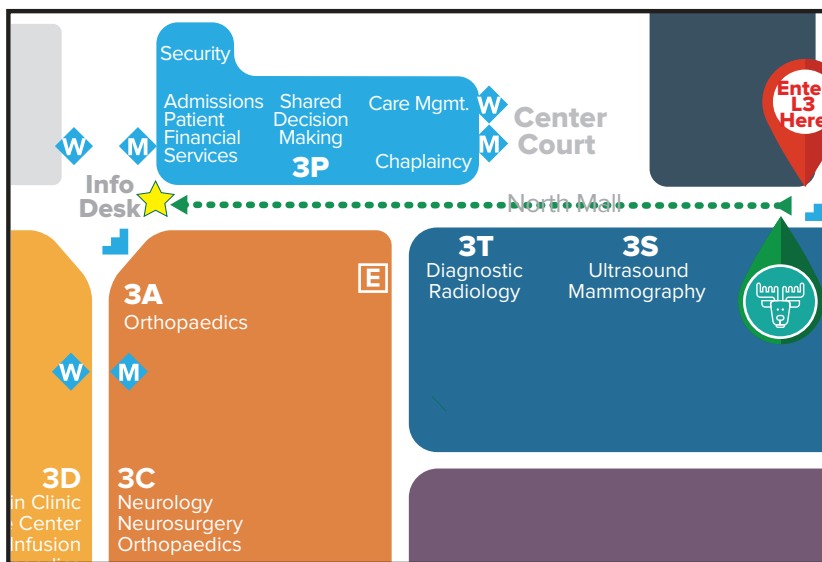 Security
Admissions
Patient
Financial
Services
Shared
Decision
Making
3P
Care Mgmt.
Chaplaincy
W
M
W
M
Center
Court
Enter
L3
Here
Info
Desk
North Mall
3A
Orthopaedics
E
3T
Diagnostic
Radiology
3S
Ultrasound
Mammography
W
M
3D
in Clinic
Center
Infusion
3C
Neurology
Neurosurgery
Orthopaedics